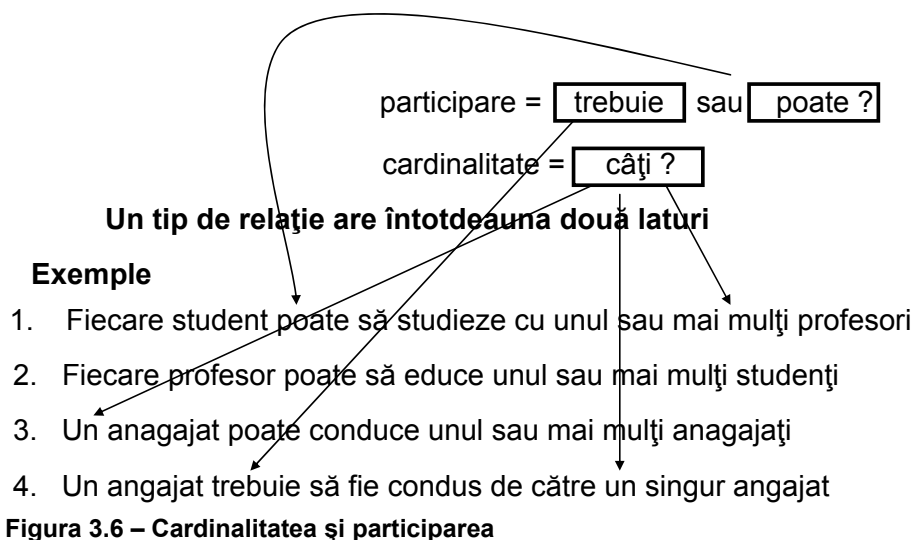 participare = trebuie sau poate ?
cardinalitate = câţi ?
Un tip de relaţie are întotdeauna două laturi
Exemple
1. Fiecare student poate să studieze cu unul sau mai mulţi profesori
2. Fiecare profesor poate să educe unul sau mai mulţi studenţi
3. Un anagajat poate conduce unul sau mai mulţi anagajaţi
4. Un angajat trebuie să fie condus de către un singur angajat
Figura 3.6 – Cardinalitatea şi participarea